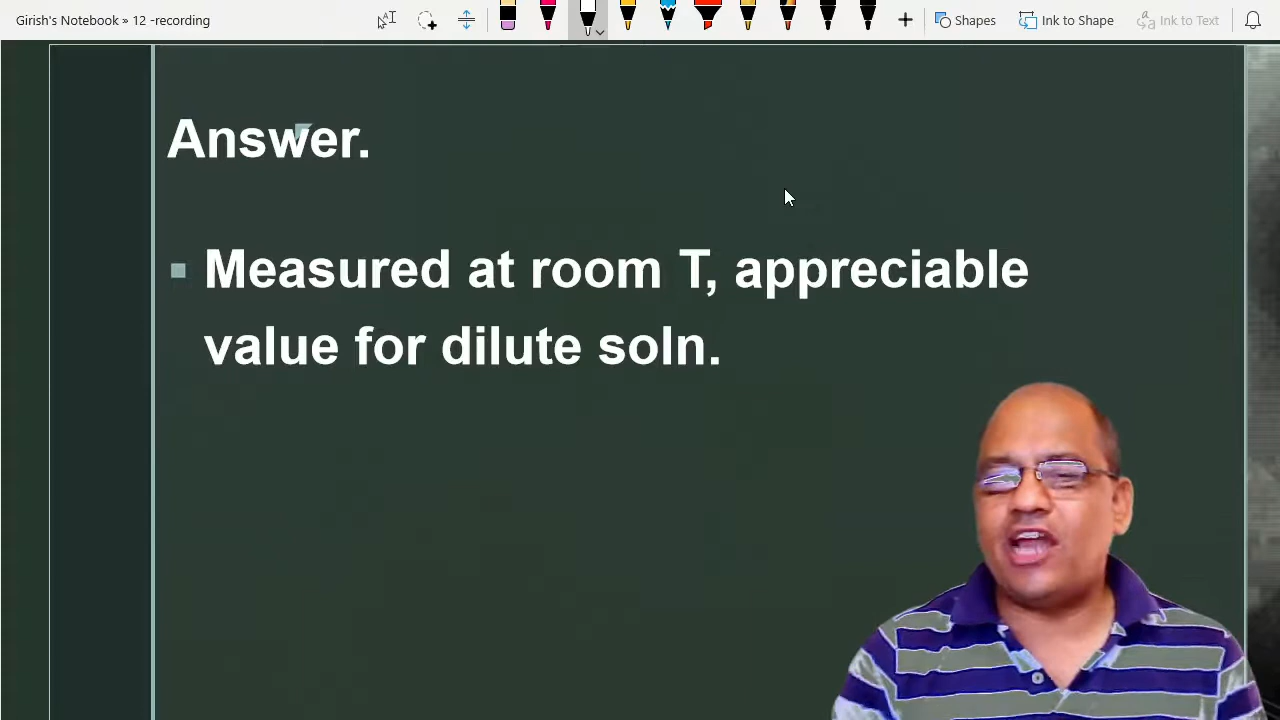 Girish's Notebook » 12 -recording
Shapes
Ink to Shape
Ink to Text
Answer.
Measured at room T, appreciable
value for dilute soln.